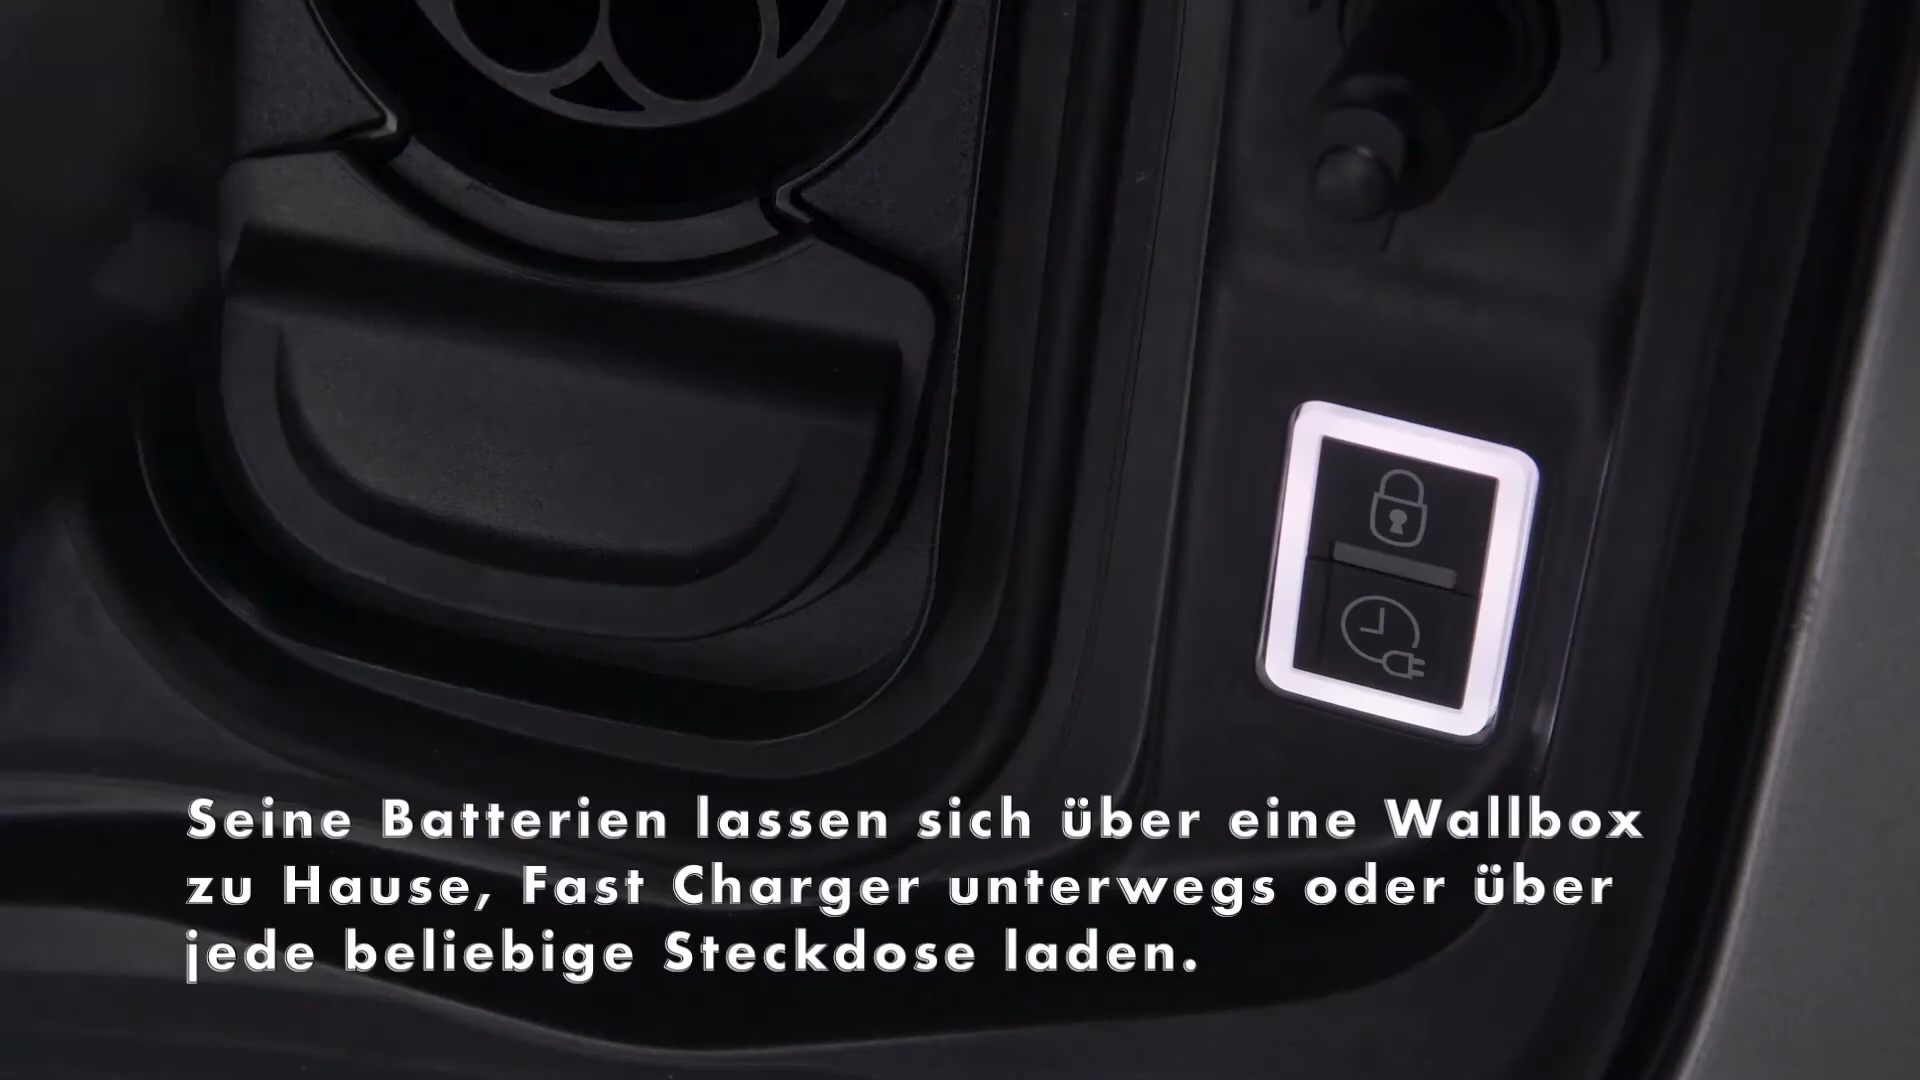 Seine Batterien lassen sich über eine Wallbox
zu Hause, Fast Charger unterwegs oder über
jede beliebige Steckdose laden.